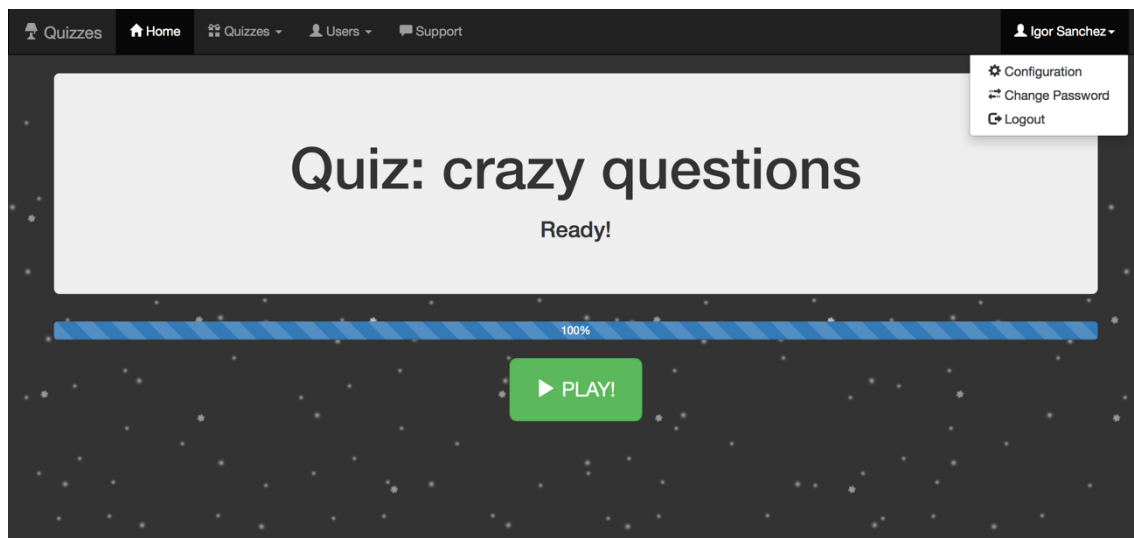 Quizzes Home Quizzes Users Support Igor Sanchez
Configuration
Change Password
Logout
Quiz: crazy questions
Ready!
100%
PLAY!